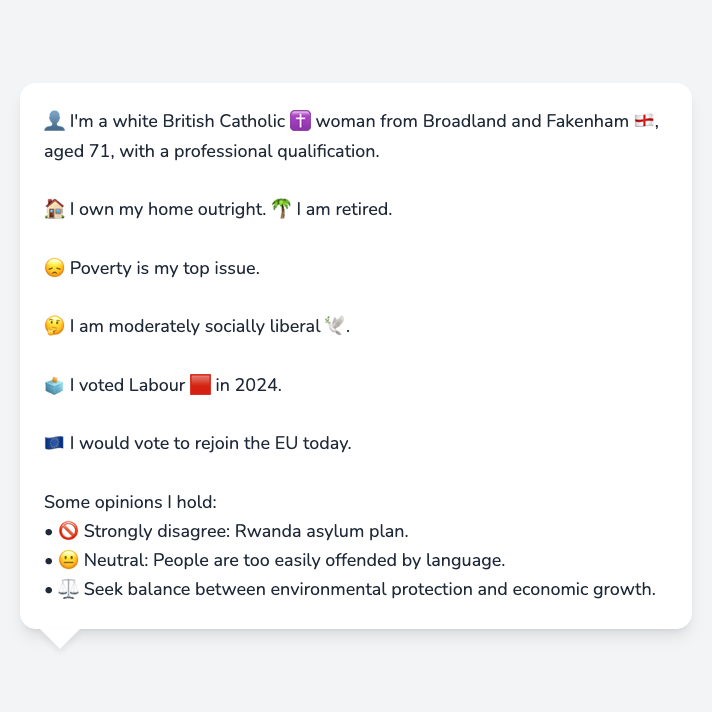 👤 I'm a white British Catholic ✝️ woman from Broadland and Fakenham 🏴󠁧󠁢󠁥󠁮󠁧󠁿,
aged 71, with a professional qualification.
🏠 I own my home outright. 🌴 I am retired.
😞 Poverty is my top issue.
🤔 I am moderately socially liberal 🕊️.
🗳️ I voted Labour 🟥 in 2024.
🇪🇺 I would vote to rejoin the EU today.
Some opinions I hold:
• 🚫 Strongly disagree: Rwanda asylum plan.
• 😐 Neutral: People are too easily offended by language.
• ⚖️ Seek balance between environmental protection and economic growth.